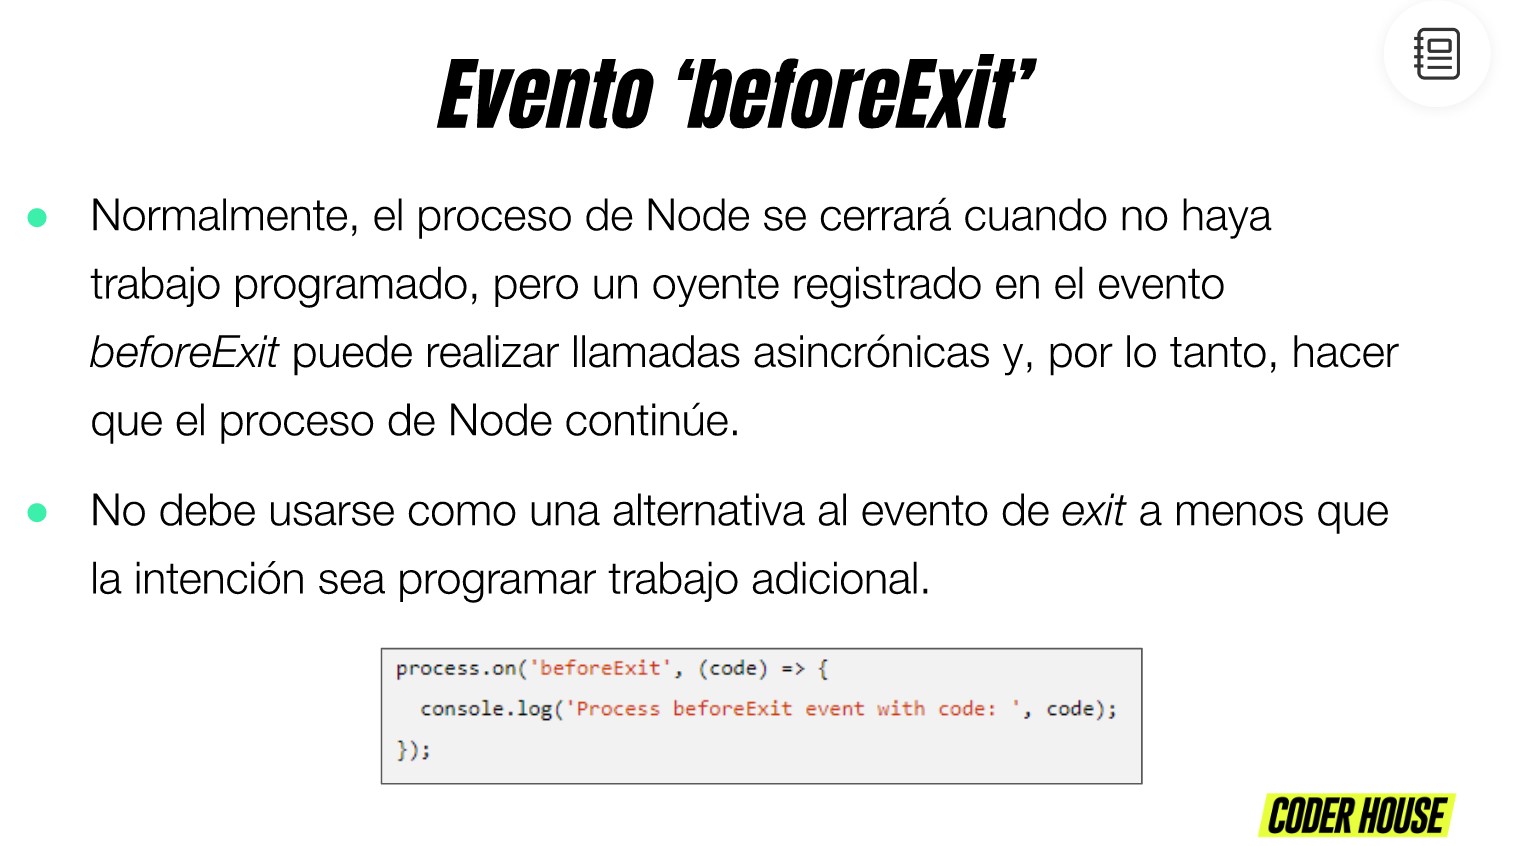 Evento ‘beforeExit’
● Normalmente, el proceso de Node se cerrará cuando no haya
trabajo programado, pero un oyente registrado en el evento
beforeExit puede realizar llamadas asincrónicas y, por lo tanto, hacer
que el proceso de Node continúe.
● No debe usarse como una alternativa al evento de exit a menos que
la intención sea programar trabajo adicional.
process.on('beforeExit', (code) => {
  console.log('Process beforeExit event with code: ', code);
});
CODER HOUSE